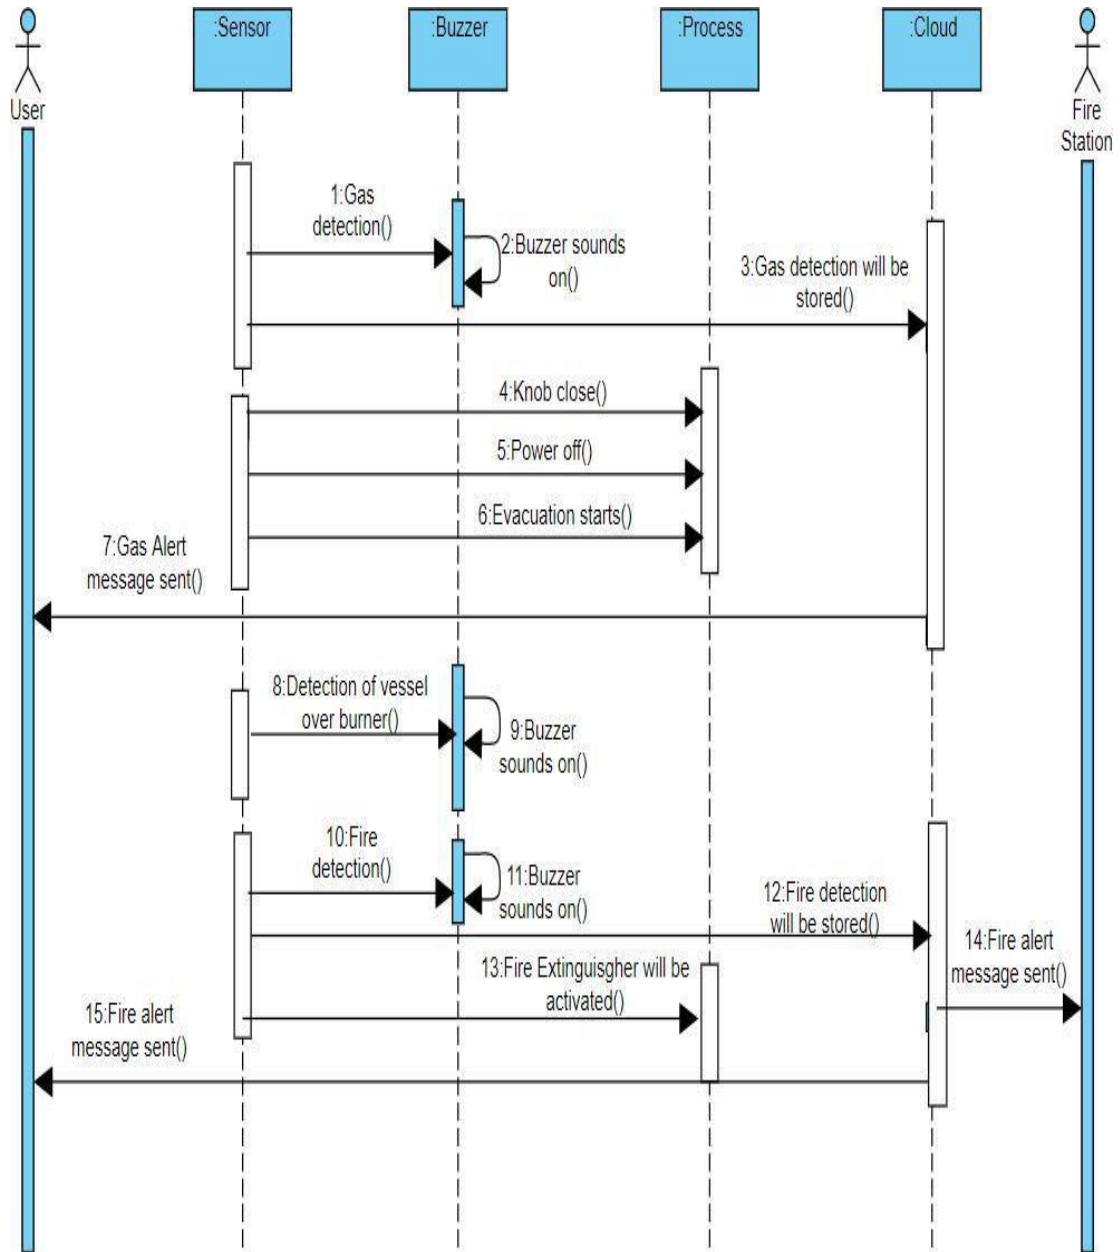 :Sensor
:Buzzer
:Process
:Cloud
User
Fire
Station
1:Gas
detection()
2:Buzzer sounds
on()
3:Gas detection will be
stored()
4:Knob close()
5:Power off()
6:Evacuation starts()
7:Gas Alert
message sent()
8:Detection of vessel
over burner()
9:Buzzer
sounds on()
10:Fire
detection()
11:Buzzer
sounds on()
12:Fire detection
will be stored()
13:Fire Extinguisgher will be
activated()
14:Fire alert
message sent()
15:Fire alert
message sent()